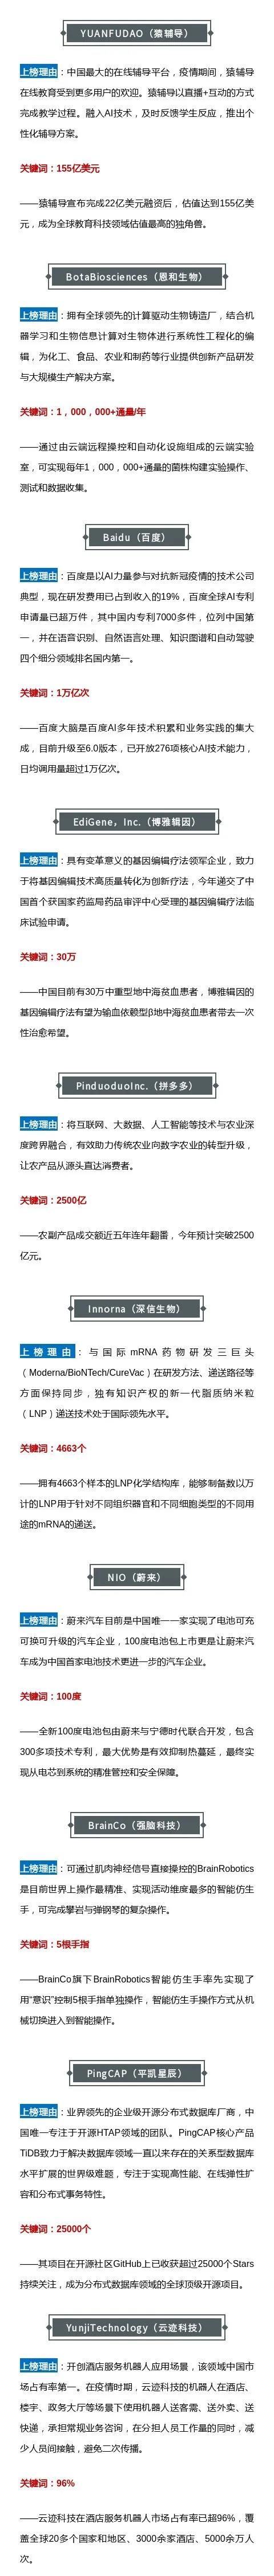 YUANFUDAO（猿辅导）
上榜理由：中国最大的在线辅导平台，疫情期间，猿辅导
在线教育受到更多用户的欢迎。猿辅导以直播+互动的方式
完成教学过程。融入AI技术，及时反馈学生反应，推出个
性化辅导方案。
关键词：155亿美元
——猿辅导宣布完成22亿美元融资后，估值达到155亿美
元，成为全球教育科技领域估值最高的独角兽。
BotaBiosciences（恩和生物）
上榜理由：拥有全球领先的计算驱动生物铸造厂，结合机
器学习和生物信息计算对生物体进行系统性工程化的编
辑，为化工、食品、农业和制药等行业提供创新产品研发
与大规模生产解决方案。
关键词：1，000，000+通量/年
——通过由云端远程操控和自动化设施组成的云端实验
室，可实现每年1，000，000+通量的菌株构建实验操作、
测试和数据收集。
Baidu（百度）
上榜理由：百度是以AI力量参与对抗新冠疫情的技术公司
典型，现在研发费用已占到收入的19%，百度全球AI专利
申请量已超万件，其中国内专利7000多件，位列中国第
一，并在语音识别、自然语言处理、知识图谱和自动驾驶
四个细分领域排名国内第一。
关键词：1万亿次
——百度大脑是百度AI多年技术积累和业务实践的集大
成，目前升级至6.0版本，已开放276项核心AI技术能力，
日均调用量超过1万亿次。
EdiGene，Inc.（博雅辑因）
上榜理由：具有变革意义的基因编辑疗法领军企业，致力
于将基因编辑技术高质量转化为创新疗法，今年递交了中
国首个获国家药监局药品审评中心受理的基因编辑疗法临
床试验申请。
关键词：30万
——中国目前有30万中重型地中海贫血患者，博雅辑因的
基因编辑疗法有望为输血依赖型β地中海贫血患者带去一次
性治愈希望。
PinduoduoInc.（拼多多）
上榜理由：将互联网、大数据、人工智能等技术与农业深
度跨界融合，有效助力传统农业向数字农业的转型升级，
让农产品从源头直达消费者。
关键词：2500亿
——农副产品成交额近五年连年翻番，今年预计突破2500
亿元。
Innorna（深信生物）
上榜理由：与国际mRNA药物研发三巨头
（Moderna/BioNTech/CureVac）在研发方法、递送路径等
方面保持同步，独有知识产权的新一代脂质纳米粒
（LNP）递送技术处于国际领先水平。
关键词：4663个
——拥有4663个样本的LNP化学结构库，能够制备数以万
计的LNP用于针对不同组织器官和不同细胞类型的不同用
途的mRNA的递送。
NIO（蔚来）
上榜理由：蔚来汽车目前是中国唯一一家实现了电池可充
可换可升级的汽车企业，100度电池包上市更是让蔚来汽
车成为中国首家电池技术更进一步的汽车企业。
关键词：100度
——全新100度电池包由蔚来与宁德时代联合开发，包含
300多项技术专利，最大优势是有效抑制热蔓延，最终实
现从电芯到系统的精准管控和安全保障。
BrainCo（强脑科技）
上榜理由：可通过肌肉神经信号直接操控的BrainRobotics
是目前世界上操作最精准、实现活动维度最多的智能仿生
手，可完成攀岩与弹钢琴的复杂操作。
关键词：5根手指
——BrainCo旗下BrainRobotics智能仿生手率先实现了
用“意识”控制5根手指单独操作，智能仿生手操作方式从机
械切换进入到智能操作。
PingCAP（平凯星辰）
上榜理由：业界领先的企业级开源分布式数据库厂商，中
国唯一专注于开源HTAP领域的团队。PingCAP核心产品
TiDB致力于解决数据库领域一直以来存在的关系型数据库
水平扩展的世界级难题，专注于实现高性能、在线弹性扩
容和分布式事务特性。
关键词：25000个
——其项目在开源社区GitHub上已收获超过25000个Stars
持续关注，成为分布式数据库领域的全球顶级开源项目。
YunjiTechnology（云迹科技）
上榜理由：开创酒店服务机器人应用场景，该领域中国市
场占有率第一。在疫情时期，云迹科技的机器人在酒店、
楼宇、政务大厅等场景下使用机器人送客需、送外卖、送
快递，承担常规业务咨询，在分担人员工作量的同时，减
少人员间接触，避免二次传播。
关键词：96%
——云迹科技在酒店服务机器人市场占有率已超96%，覆
盖全球20多个国家和地区、3000余家酒店、5000余万人
次。